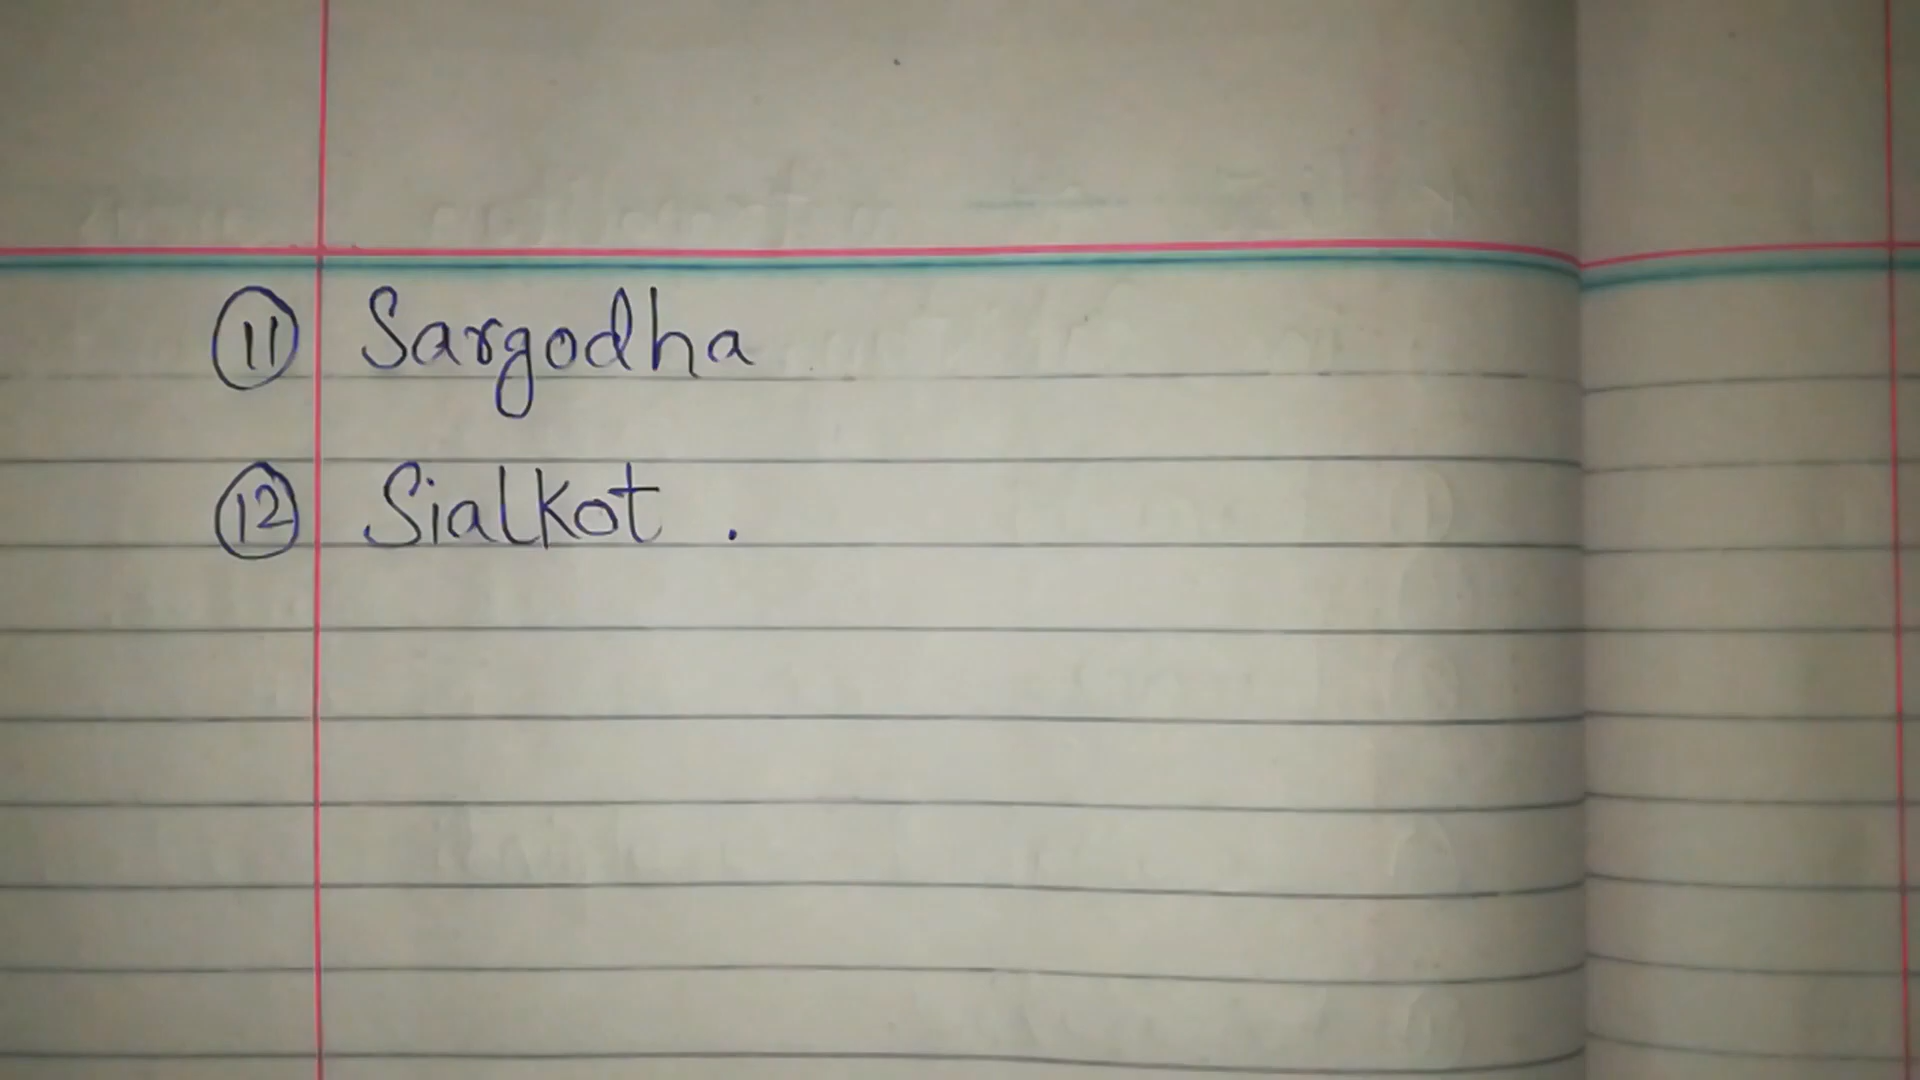 ⑪ Sargodha
⑫ Sialkot .